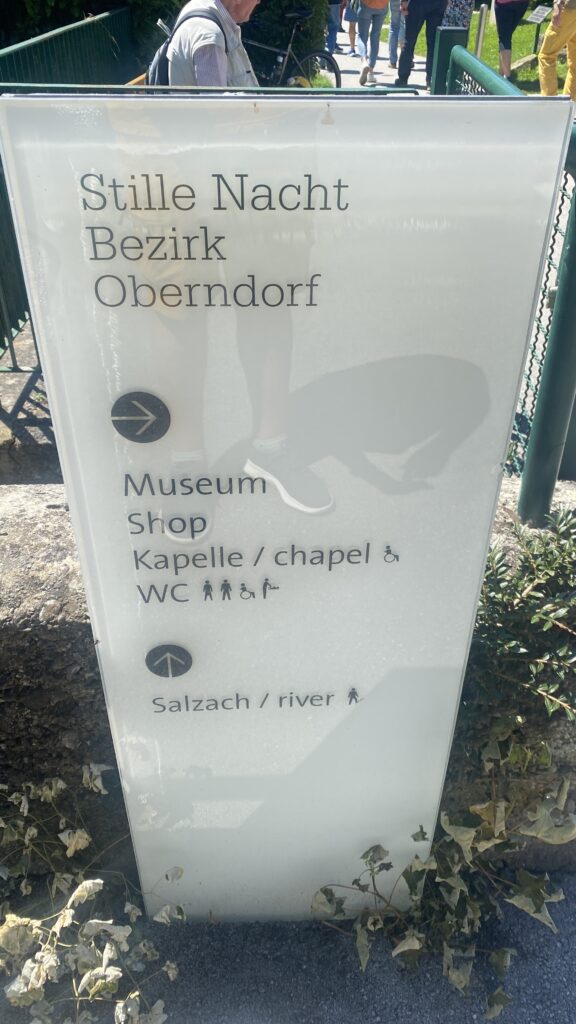 Stille Nacht
Bezirk
Oberndorf
Museum
Shop
Kapelle / chapel
WC
Salzach / river